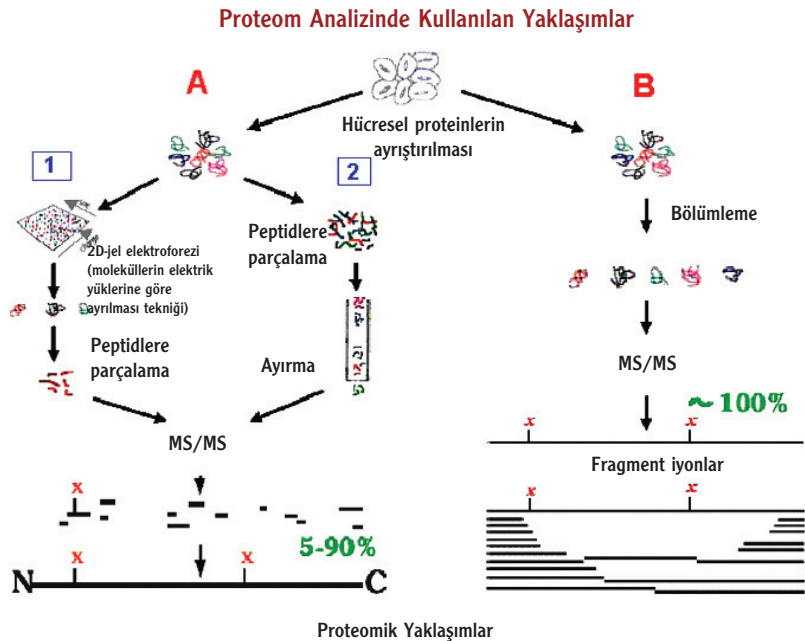 Proteom Analizinde Kullanılan Yaklaşımlar
A
B
Hücresel proteinlerin
ayrıştırılması
1
2
2D-jel elektroforezi
(moleküllerin elektrik
yüklerine göre
ayrılması tekniği)
Peptidlere
parçalama
Peptidlere
parçalama
Ayırma
MS/MS
x
5-90%
x
x
N
C
Bölümleme
MS/MS
~ 100%
x
x
Fragment iyonlar
x
x
Proteomik Yaklaşımlar